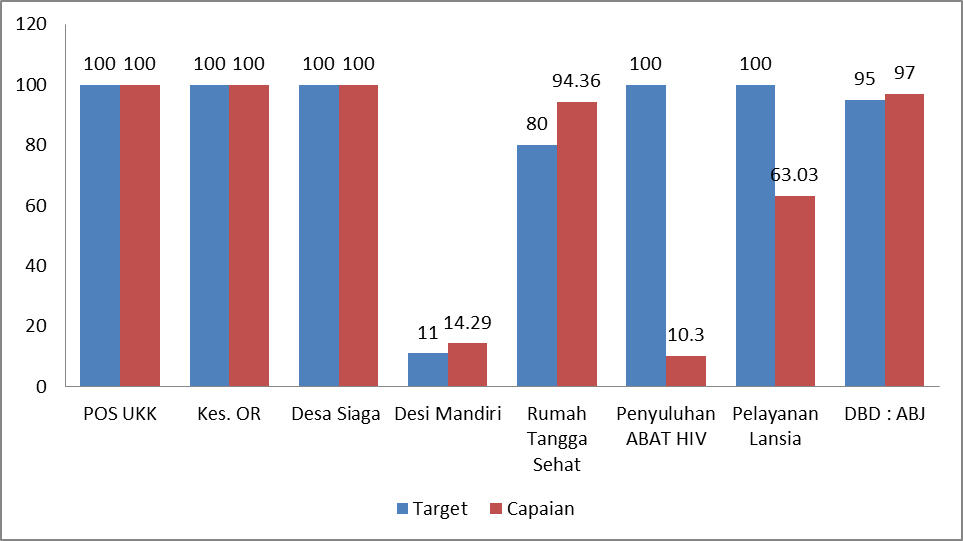 120
100
80
60
40
20
0
100 100 100 100 100 100 11 14.29 80 94.36 100 10.3 100 63.03 95 97
POS UKK
Kes. OR
Desa Siaga
Desi Mandiri
Rumah
Tangga
Sehat
Penyuluhan
ABAT HIV
Pelayanan
Lansia
DBD : ABJ
Target
Capaian